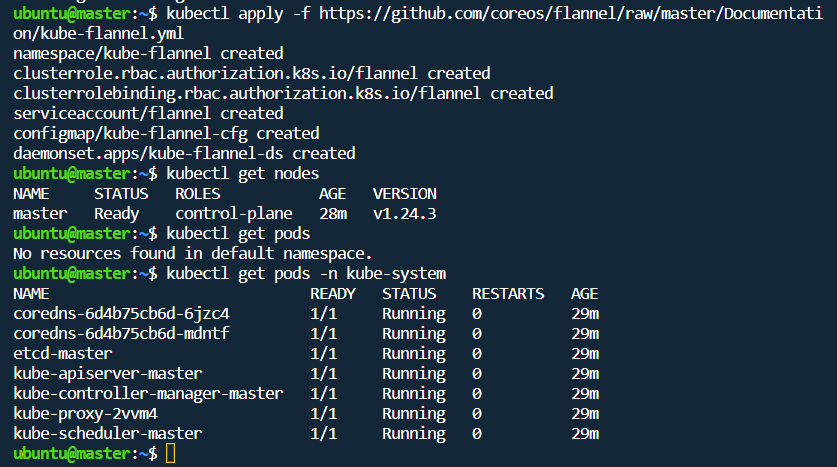 ubuntu@master:~$ kubectl apply -f https://github.com/coreos/flannel/raw/master/Documentati
on/kube-flannel.yml
namespace/kube-flannel created
clusterrole.rbac.authorization.k8s.io/flannel created
clusterrolebinding.rbac.authorization.k8s.io/flannel created
serviceaccount/flannel created
configmap/kube-flannel-cfg created
daemonset.apps/kube-flannel-ds created
ubuntu@master:~$ kubectl get nodes
NAME     STATUS   ROLES           AGE   VERSION
master   Ready    control-plane   28m   v1.24.3
ubuntu@master:~$ kubectl get pods
No resources found in default namespace.
ubuntu@master:~$ kubectl get pods -n kube-system
NAME                             READY   STATUS    RESTARTS   AGE
coredns-6d4b75cb6d-6jzc4         1/1     Running   0          29m
coredns-6d4b75cb6d-mdntf         1/1     Running   0          29m
etcd-master                      1/1     Running   0          29m
kube-apiserver-master            1/1     Running   0          29m
kube-controller-manager-master   1/1     Running   0          29m
kube-proxy-2vvm4                 1/1     Running   0          29m
kube-scheduler-master            1/1     Running   0          29m
ubuntu@master:~$